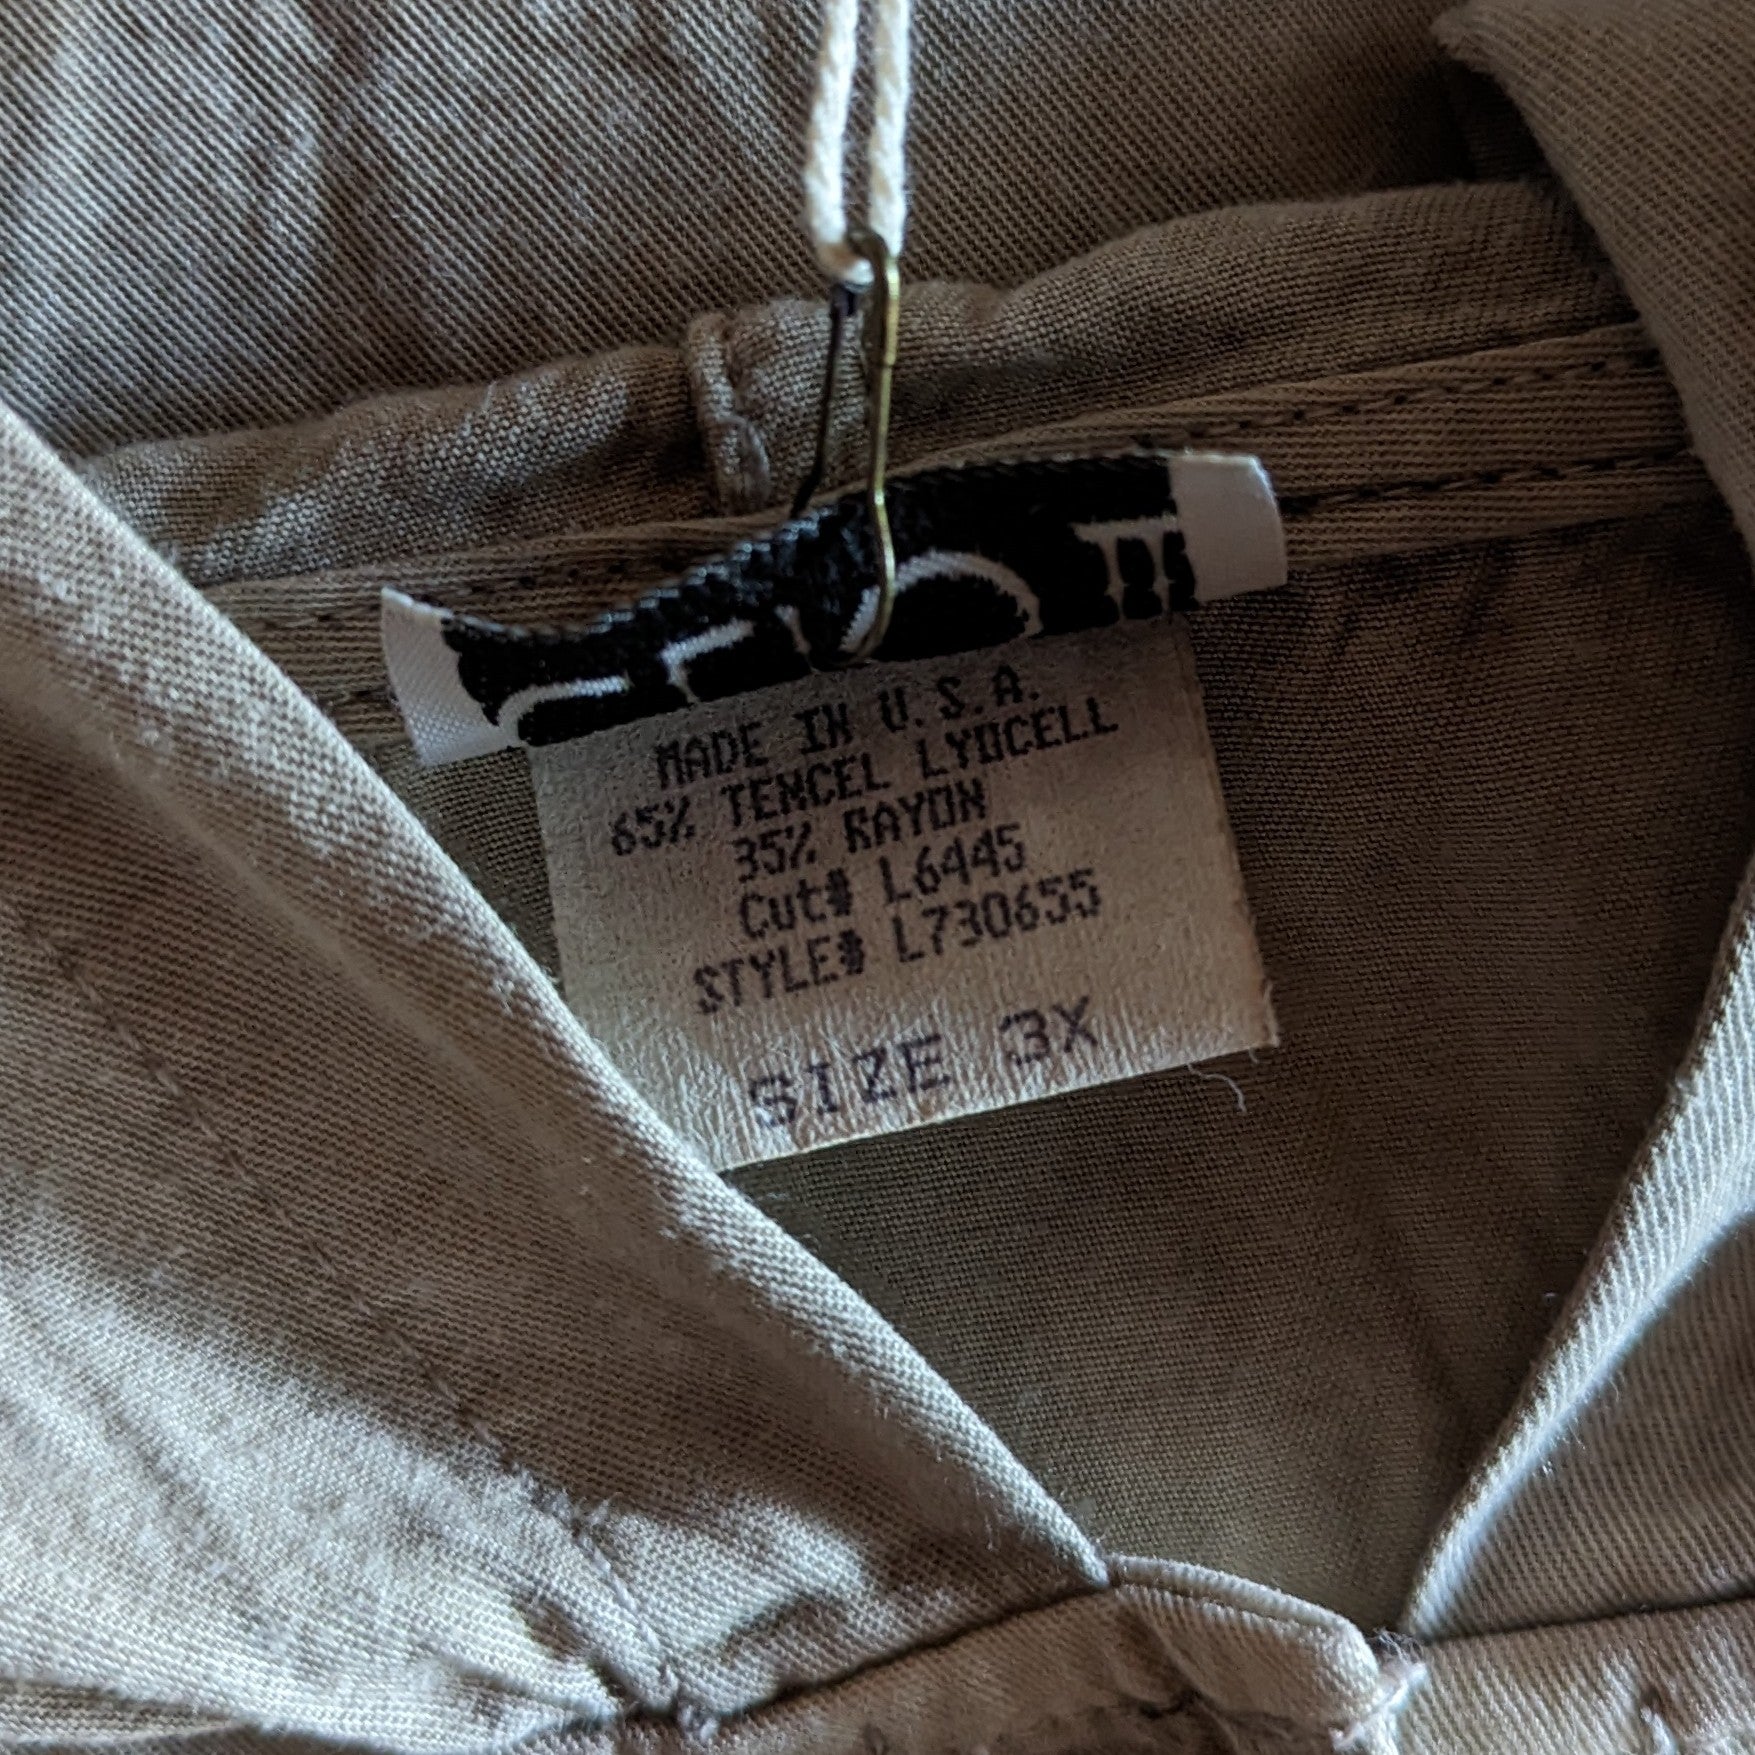 MADE IN U.S.A.
65% TENCEL LYOCELL
35% RAYON
Cut# L6445
STYLE# L730655
SIZE 3X